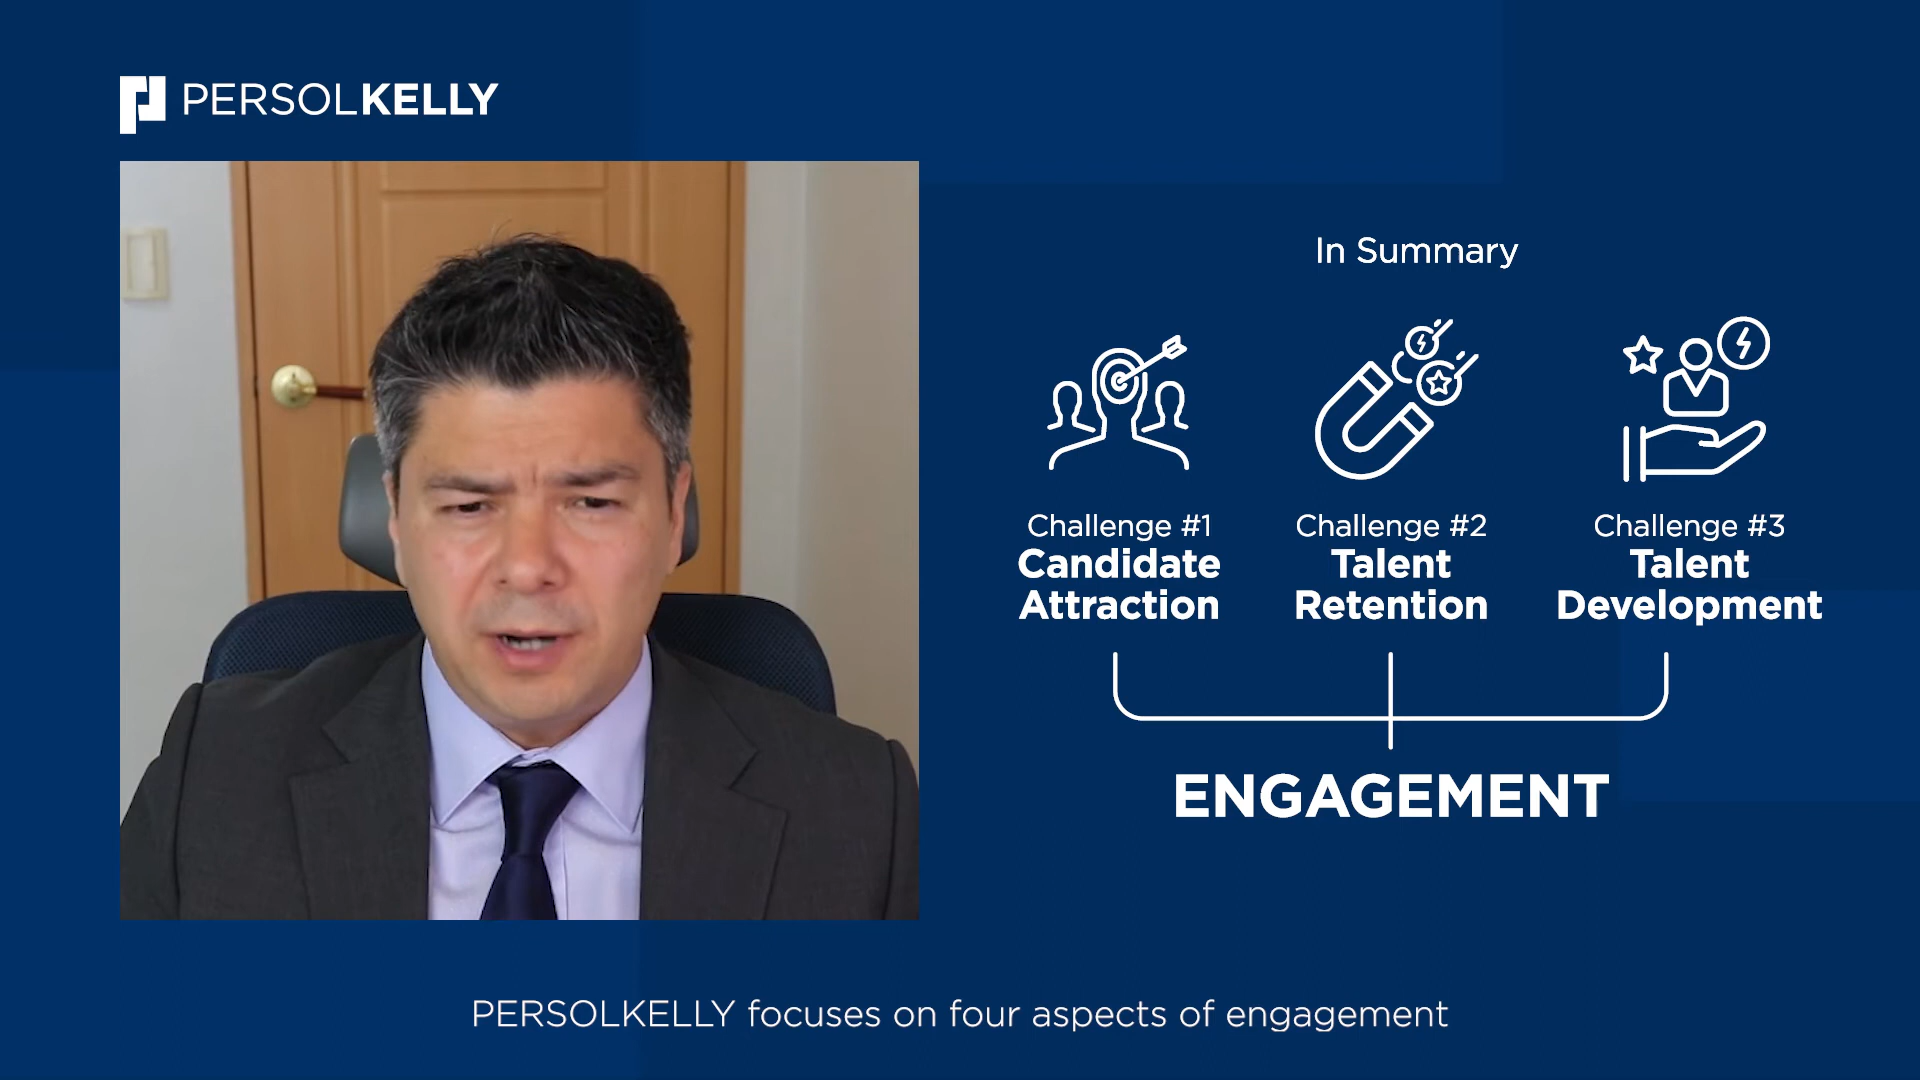 PERSOLKELLY
In Summary
Challenge #1
Candidate
Attraction
Challenge #2
Talent
Retention
Challenge #3
Talent
Development
ENGAGEMENT
PERSOLKELLY focuses on four aspects of engagement